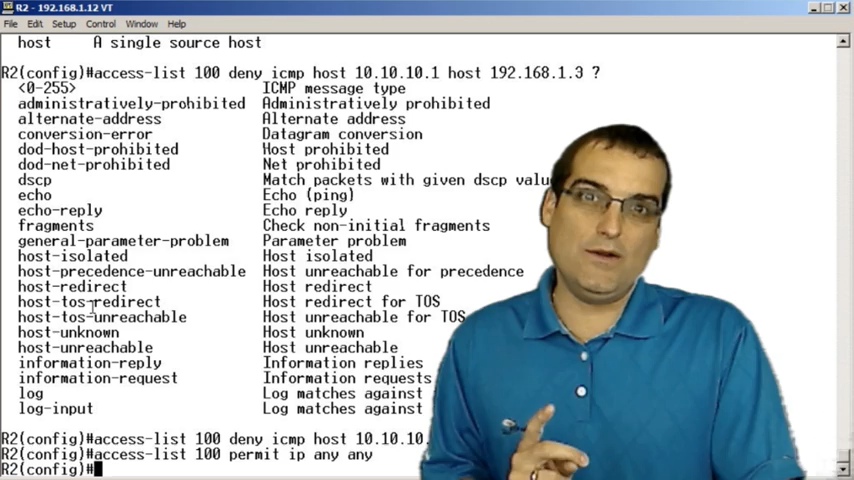 R2 - 192.168.1.12 VT
File Edit Setup Control Window Help
host A single source host
R2(config)#access-list 100 deny icmp host 10.10.10.1 host 192.168.1.3 ?
<0-255> ICMP message type
administratively-prohibited Administratively prohibited
alternate-address Alternate address
conversion-error Datagram conversion
dod-host-prohibited Host prohibited
dod-net-prohibited Net prohibited
dscp Match packets with given dscp valu
echo Echo (ping)
echo-reply Echo reply
fragments Check non-initial fragments
general-parameter-problem Parameter problem
host-isolated Host isolated
host-precedence-unreachable Host unreachable for precedence
host-redirect Host redirect
host-tos-redirect Host redirect for TOS
host-tos-unreachable Host unreachable for TOS
host-unknown Host unknown
host-unreachable Host unreachable
information-reply Information replies
information-request Information requests
log Log matches against
log-input Log matches against
R2(config)#access-list 100 deny icmp host 10.10.10.
R2(config)#access-list 100 permit ip any any
R2(config)#